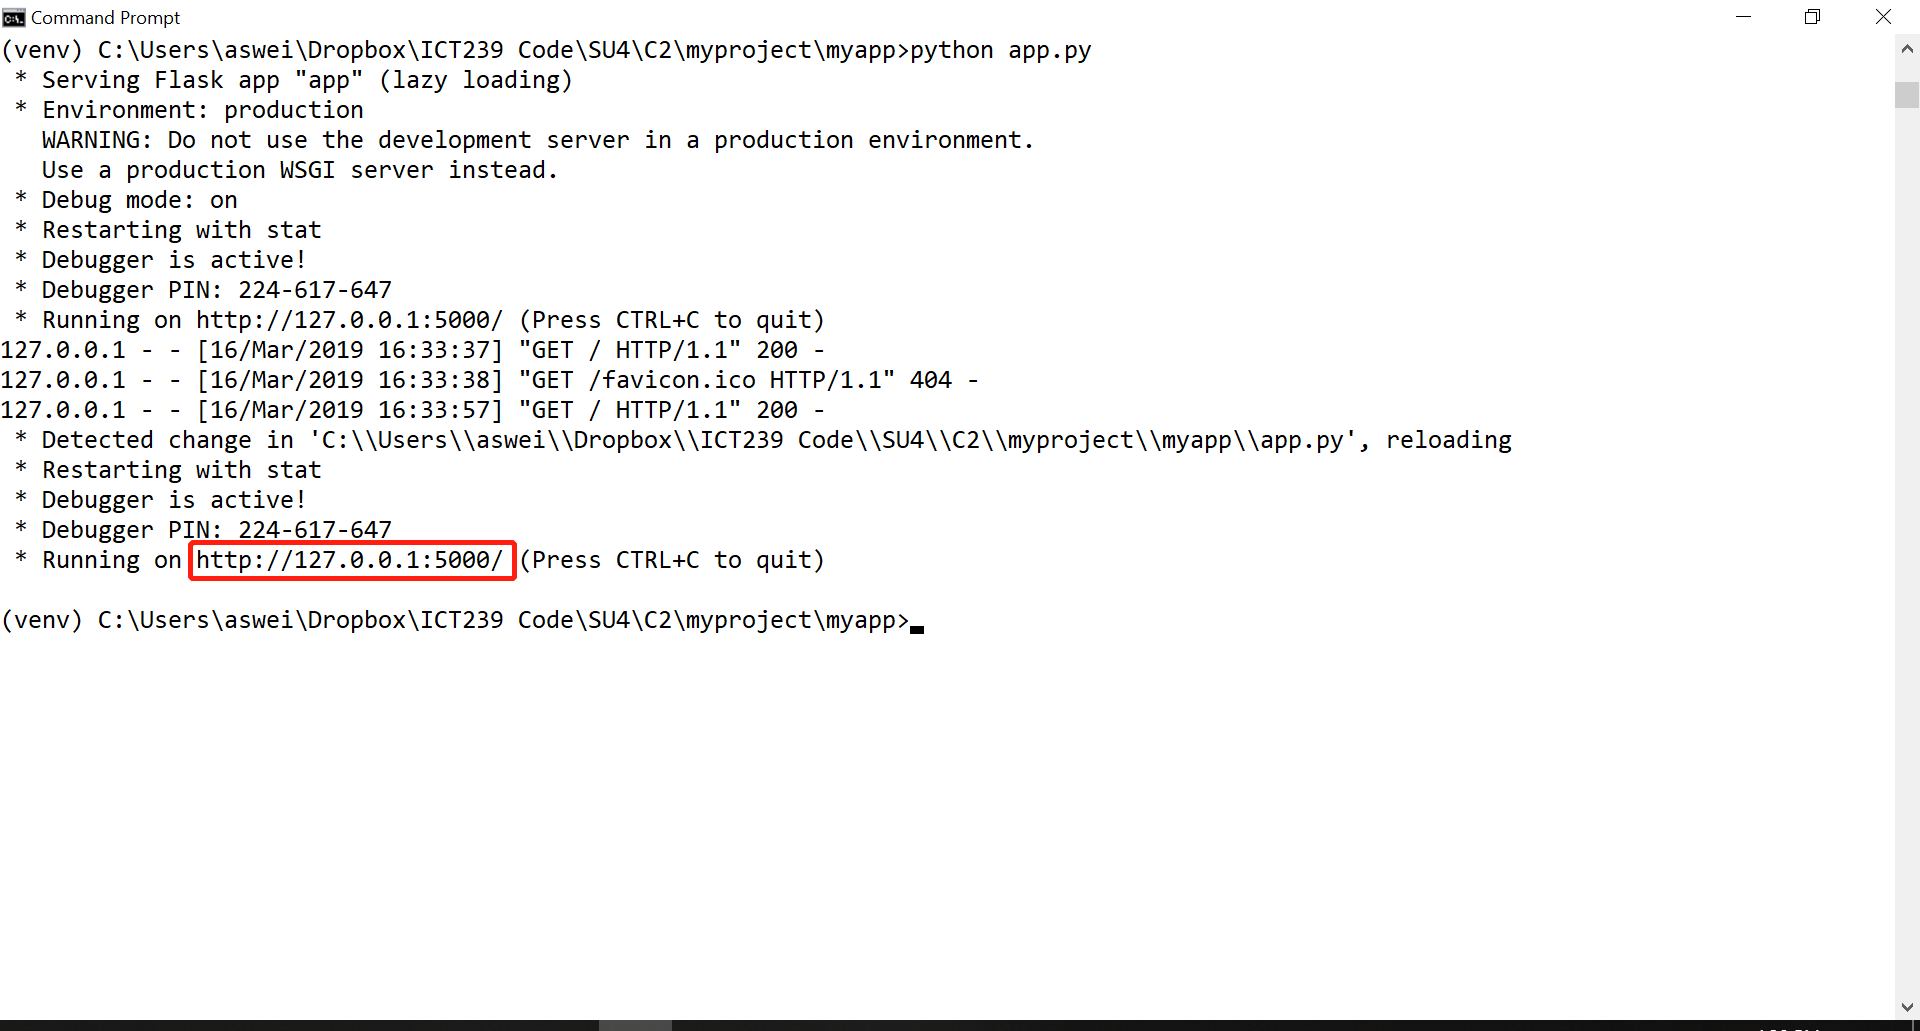 Command Prompt
(venv) C:\Users\aswei\Dropbox\ICT239 Code\SU4\C2\myproject\myapp>python app.py
 * Serving Flask app "app" (lazy loading)
 * Environment: production
   WARNING: Do not use the development server in a production environment.
   Use a production WSGI server instead.
 * Debug mode: on
 * Restarting with stat
 * Debugger is active!
 * Debugger PIN: 224-617-647
 * Running on http://127.0.0.1:5000/ (Press CTRL+C to quit)
127.0.0.1 - - [16/Mar/2019 16:33:37] "GET / HTTP/1.1" 200 -
127.0.0.1 - - [16/Mar/2019 16:33:38] "GET /favicon.ico HTTP/1.1" 404 -
127.0.0.1 - - [16/Mar/2019 16:33:57] "GET / HTTP/1.1" 200 -
 * Detected change in 'C:\\Users\\aswei\\Dropbox\\ICT239 Code\\SU4\\C2\\myproject\\myapp\\app.py', reloading
 * Restarting with stat
 * Debugger is active!
 * Debugger PIN: 224-617-647
 * Running on http://127.0.0.1:5000/ (Press CTRL+C to quit)
(venv) C:\Users\aswei\Dropbox\ICT239 Code\SU4\C2\myproject\myapp>